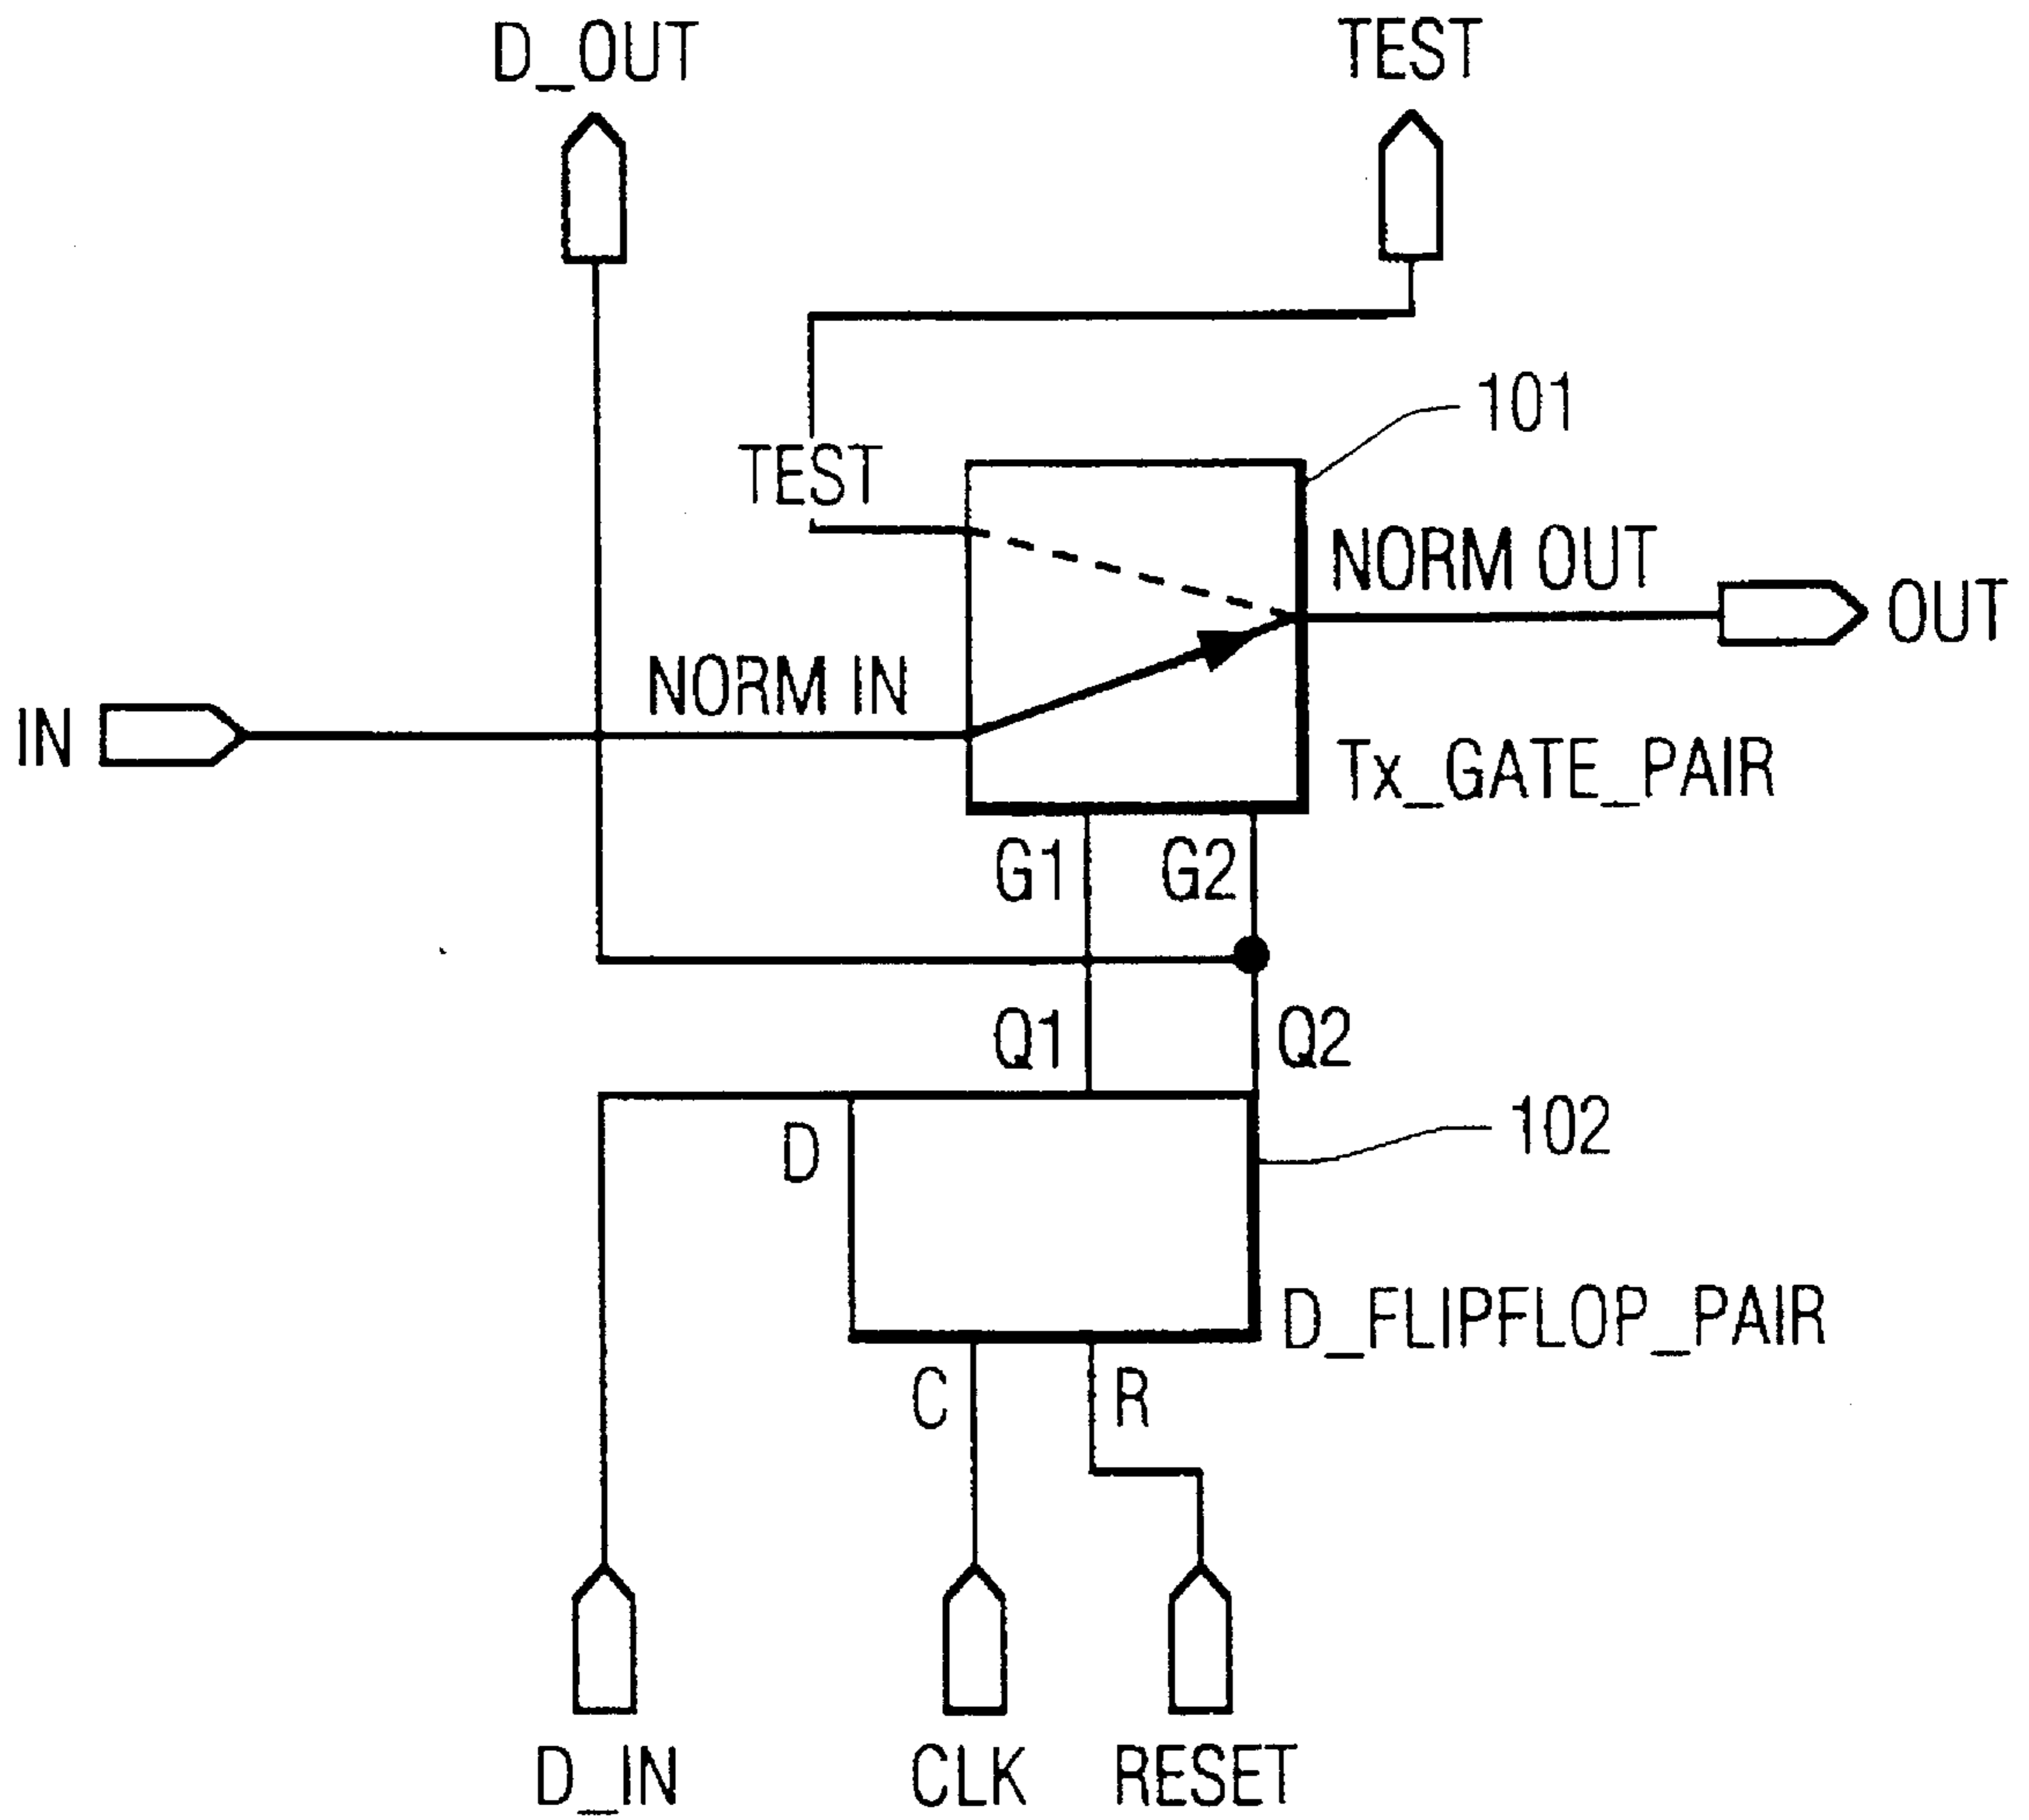 D_OUT
TEST
101
TEST
NORM OUT
OUT
NORM IN
IN
Tx_GATE_PAIR
G1
G2
Q1
Q2
102
D
D_FLIPFLOP_PAIR
C
R
D_IN
CLK
RESET